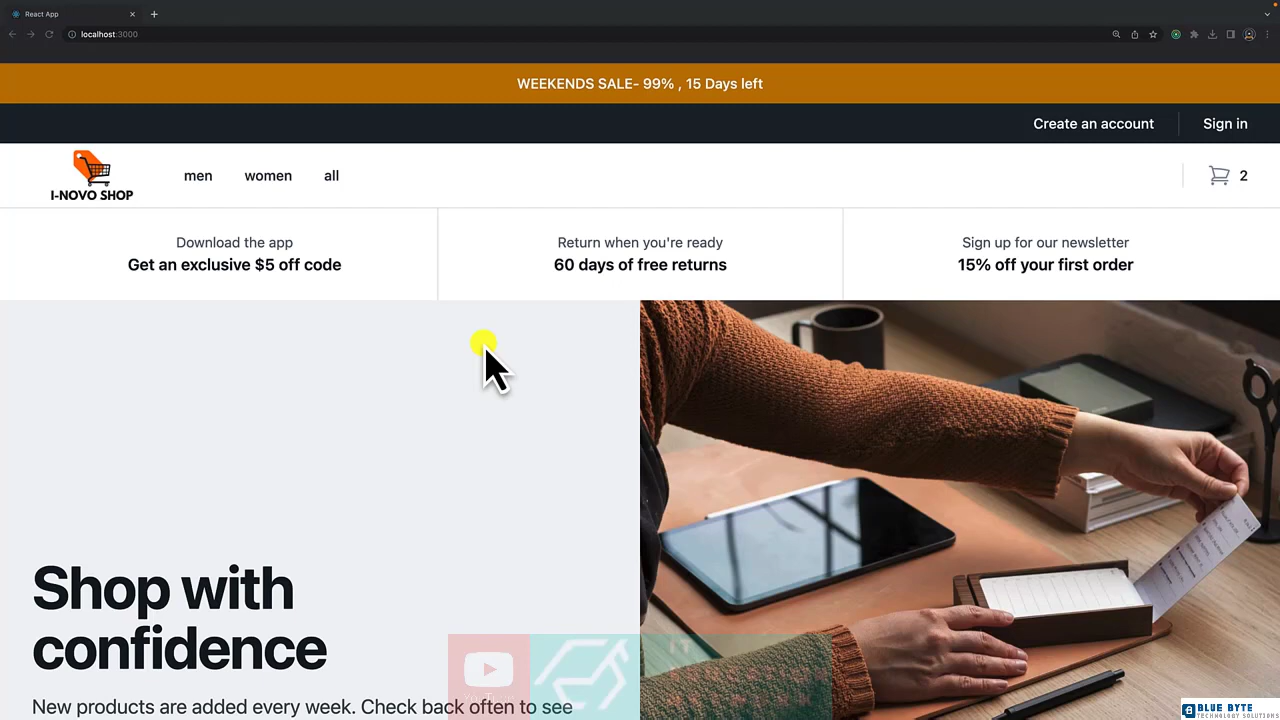 React App
localhost:3000
WEEKENDS SALE- 99% , 15 Days left
Create an account
Sign in
I-NOVO SHOP
men
women
all
2
Download the app
Get an exclusive $5 off code
Return when you're ready
60 days of free returns
Sign up for our newsletter
15% off your first order
Shop with
confidence
New products are added every week. Check back often to see
BLUE BYTE
TECHNOLOGY SOLUTIONS